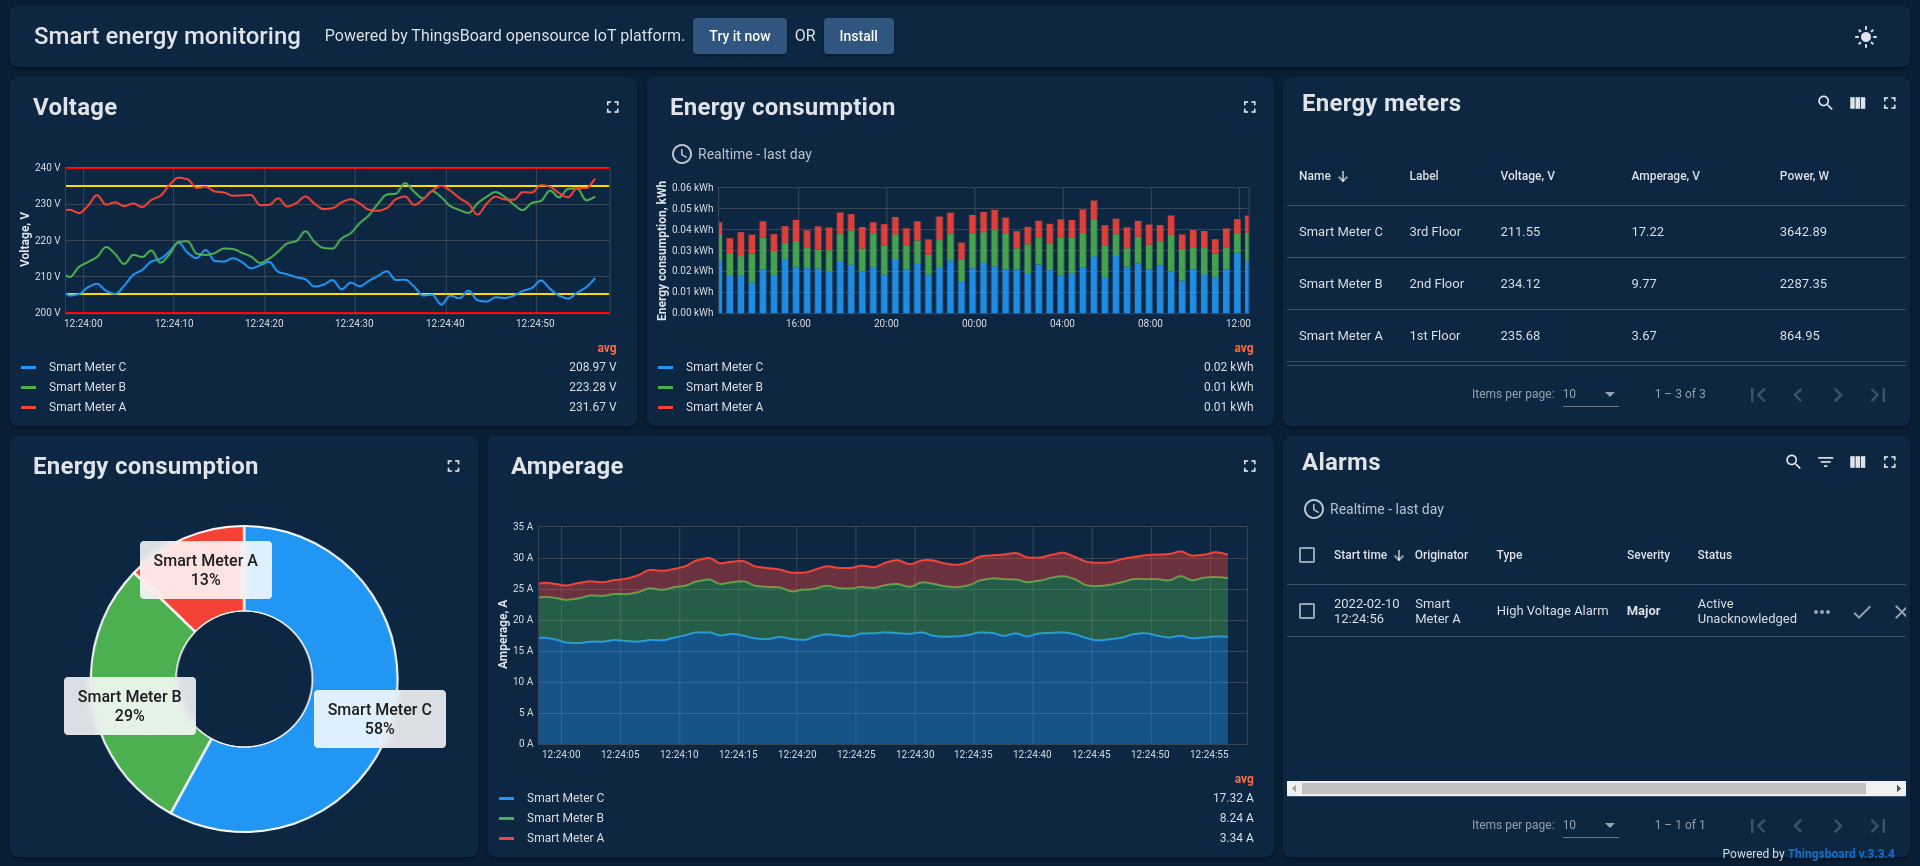 Smart energy monitoring
Powered by ThingsBoard opensource IoT platform.
Try it now
OR
Install
Voltage
Voltage, V
240 V
230 V
220 V
210 V
200 V
12:24:00 12:24:10 12:24:20 12:24:30 12:24:40 12:24:50
avg
Smart Meter C 208.97 V
Smart Meter B 223.28 V
Smart Meter A 231.67 V
Energy consumption
Realtime - last day
Energy consumption, kWh
0.06 kWh
0.05 kWh
0.04 kWh
0.03 kWh
0.02 kWh
0.01 kWh
0.00 kWh
16:00 20:00 00:00 04:00 08:00 12:00
avg
Smart Meter C 0.02 kWh
Smart Meter B 0.01 kWh
Smart Meter A 0.01 kWh
Energy meters
Name Label Voltage, V Amperage, V Power, W
Smart Meter C 3rd Floor 211.55 17.22 3642.89
Smart Meter B 2nd Floor 234.12 9.77 2287.35
Smart Meter A 1st Floor 235.68 3.67 864.95
Items per page: 10 1 – 3 of 3
Energy consumption
Smart Meter A
13%
Smart Meter B
29%
Smart Meter C
58%
Amperage
Amperage, A
35 A
30 A
25 A
20 A
15 A
10 A
5 A
0 A
12:24:00 12:24:05 12:24:10 12:24:15 12:24:20 12:24:25 12:24:30 12:24:35 12:24:40 12:24:45 12:24:50 12:24:55
avg
Smart Meter C 17.32 A
Smart Meter B 8.24 A
Smart Meter A 3.34 A
Alarms
Realtime - last day
Start time Originator Type Severity Status
2022-02-10 Smart High Voltage Alarm Major Active
12:24:56 Meter A Unacknowledged
Items per page: 10 1 – 1 of 1
Powered by Thingsboard v.3.3.4